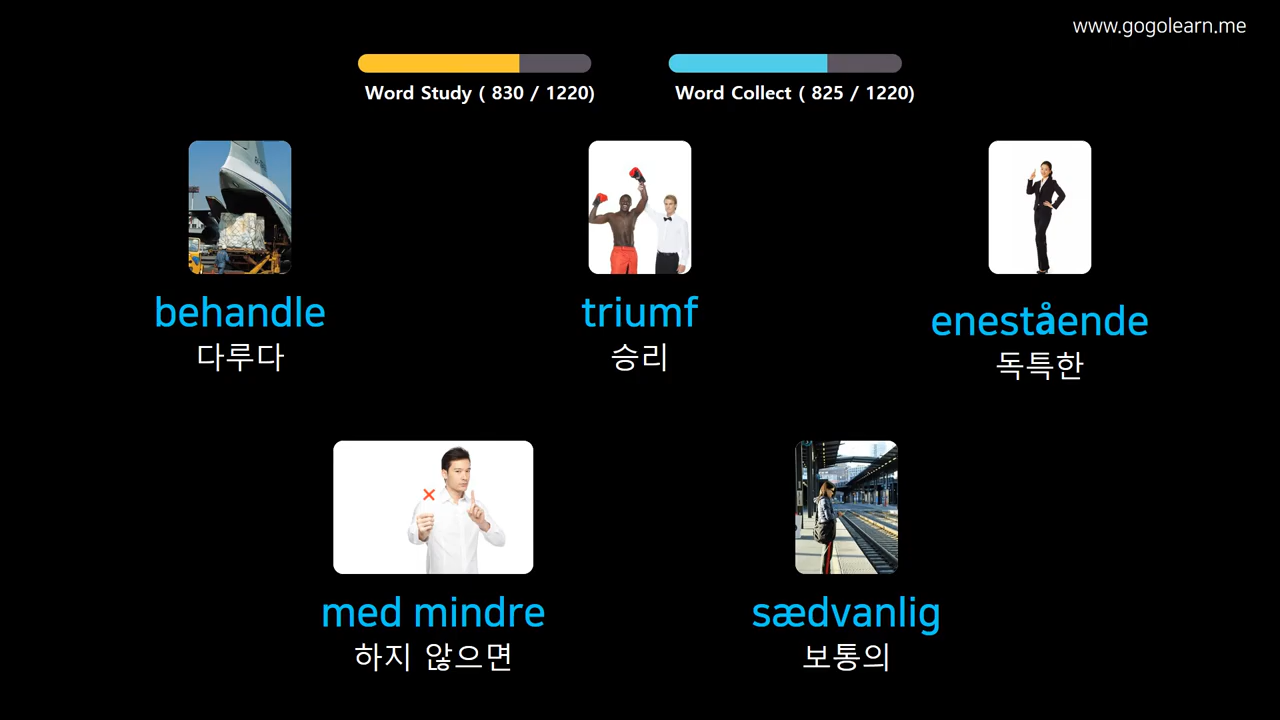 www.gogolearn.me
Word Study ( 830 / 1220)
Word Collect ( 825 / 1220)
behandle
다루다
triumf
승리
enestående
독특한
med mindre
하지 않으면
sædvanlig
보통의